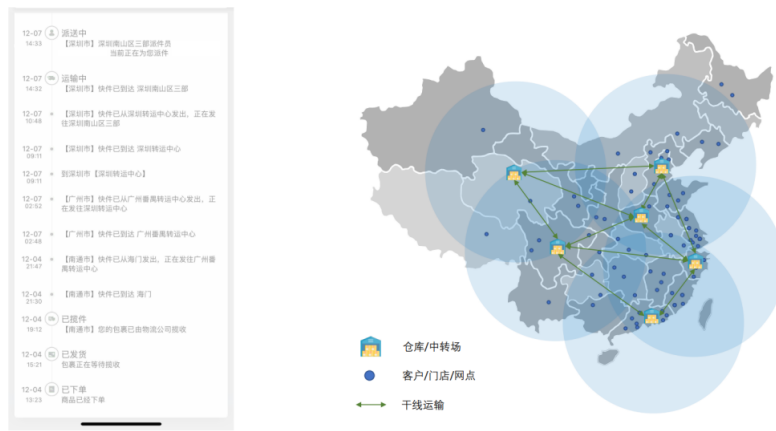 12-07 派送中
14:33 【深圳市】深圳南山区三部派件员
当前正在为您派件
12-07 运输中
14:32 【深圳市】快件已到达 深圳南山区三部
12-07 【深圳市】快件已从深圳转运中心发出，正在发
10:48 往深圳南山区三部
12-07 【深圳市】快件已到达 深圳转运中心
09:11
12-07 到深圳市【深圳转运中心】
09:11
12-07 【广州市】快件已从广州番禺转运中心发出，正
02:52 在发往深圳转运中心
12-07 【广州市】快件已到达 广州番禺转运中心
02:48
12-04 【南通市】快件已从海门发出，正在发往广州番
21:47 禺转运中心
12-04 【南通市】快件已到达 海门
21:30
12-04 已揽件
19:12 【南通市】您的包裹已由物流公司揽收
12-04 已发货
15:21 包裹正在等待揽收
12-04 已下单
13:23 商品已经下单
仓库/中转场
客户/门店/网点
干线运输